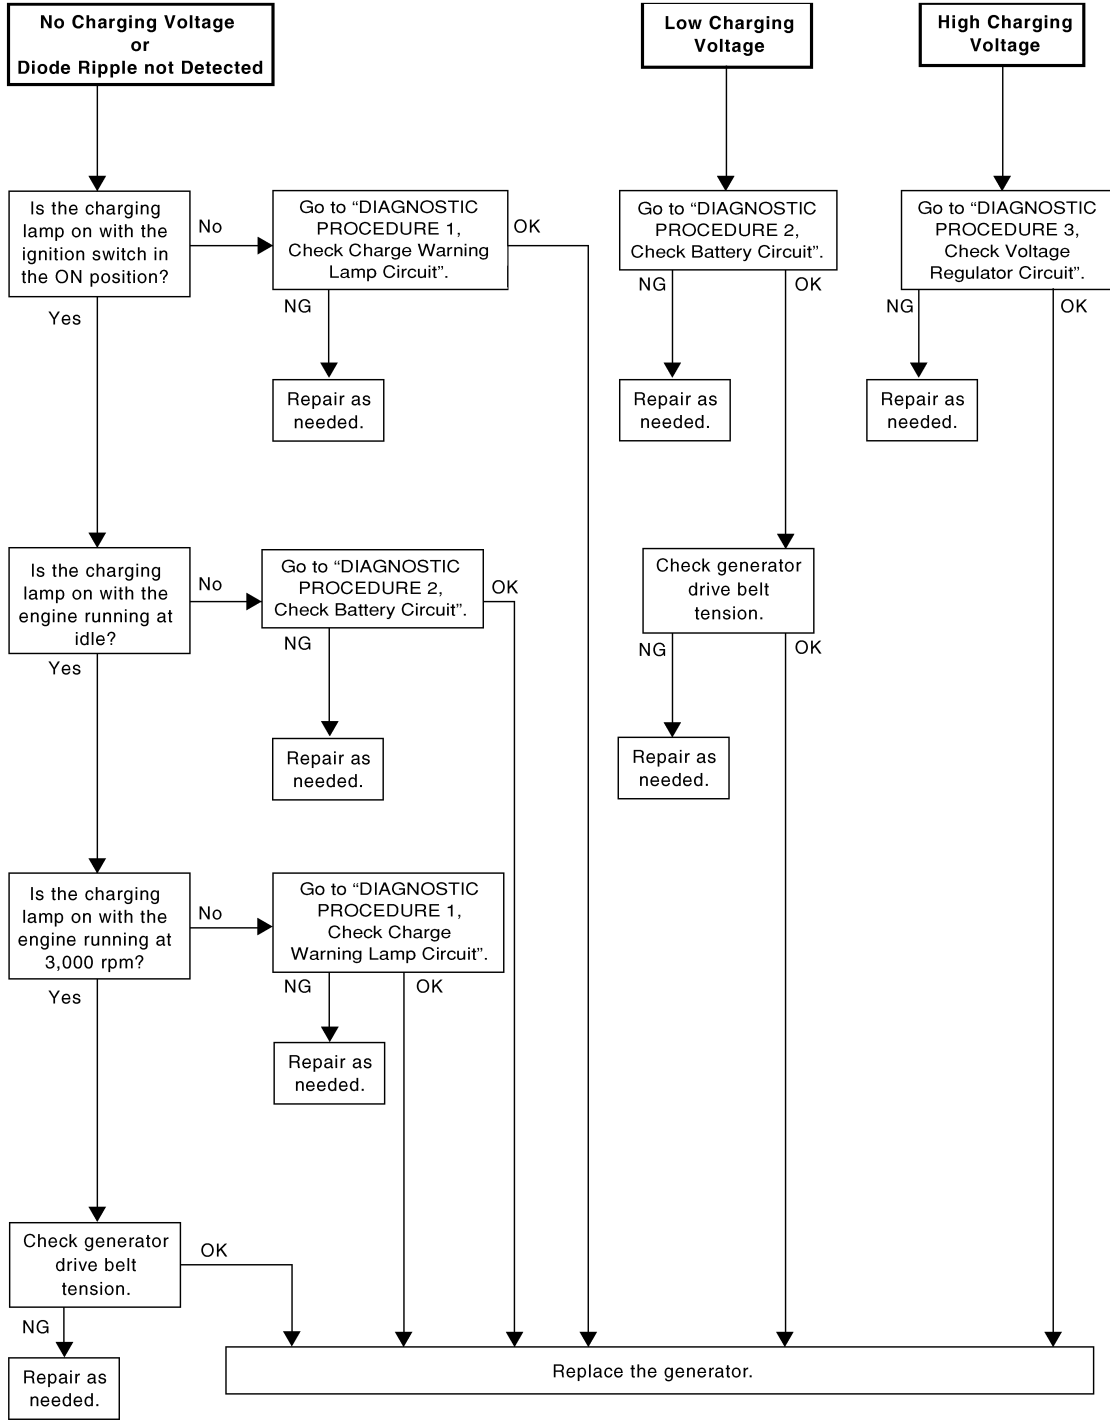 No Charging Voltage
or
Diode Ripple not Detected
Low Charging
Voltage
High Charging
Voltage
Is the charging
lamp on with the
ignition switch in
the ON position?
No
Go to “DIAGNOSTIC
PROCEDURE 1,
Check Charge Warning
Lamp Circuit”.
OK
Go to “DIAGNOSTIC
PROCEDURE 2,
Check Battery Circuit”.
Go to “DIAGNOSTIC
PROCEDURE 3,
Check Voltage
Regulator Circuit”.
Yes
NG
NG
OK
NG
OK
Repair as
needed.
Repair as
needed.
Repair as
needed.
Is the charging
lamp on with the
engine running at
idle?
No
Go to “DIAGNOSTIC
PROCEDURE 2,
Check Battery Circuit”.
OK
Check generator
drive belt
tension.
Yes
NG
NG
OK
Repair as
needed.
Repair as
needed.
Is the charging
lamp on with the
engine running at
3,000 rpm?
No
Go to “DIAGNOSTIC
PROCEDURE 1,
Check Charge
Warning Lamp Circuit”.
Yes
NG
OK
Repair as
needed.
Check generator
drive belt
tension.
OK
NG
Repair as
needed.
Replace the generator.